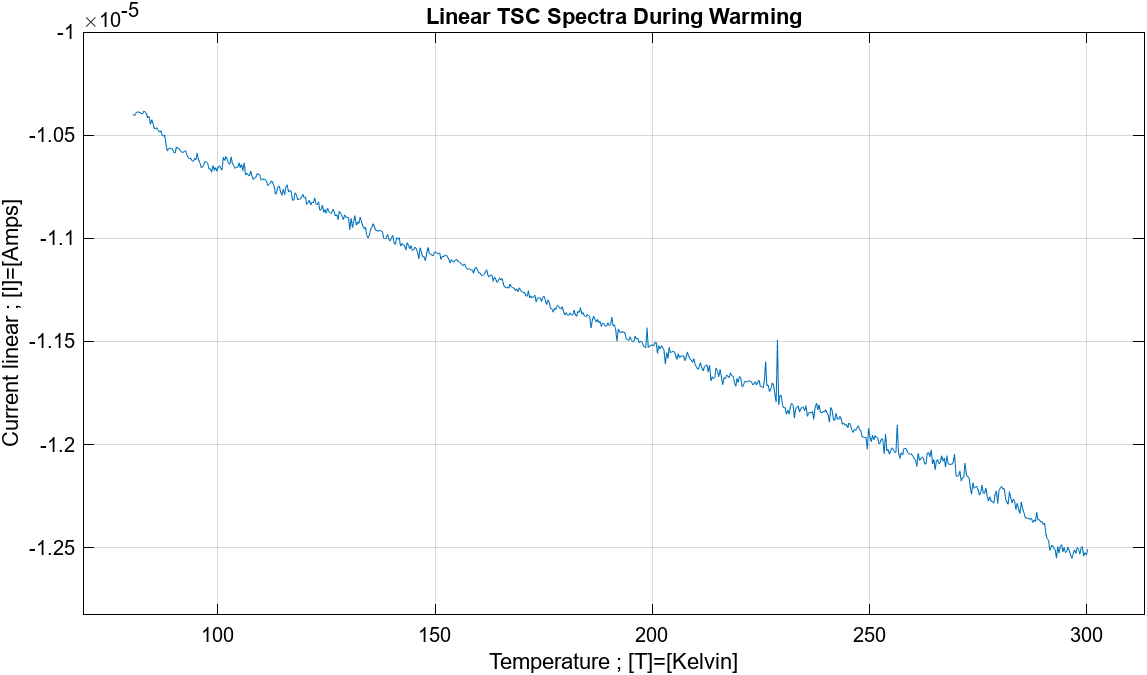 Linear TSC Spectra During Warming
×10-5
-1
-1.05
-1.1
-1.15
-1.2
-1.25
Current linear ; [I]=[Amps]
100 150 200 250 300
Temperature ; [T]=[Kelvin]